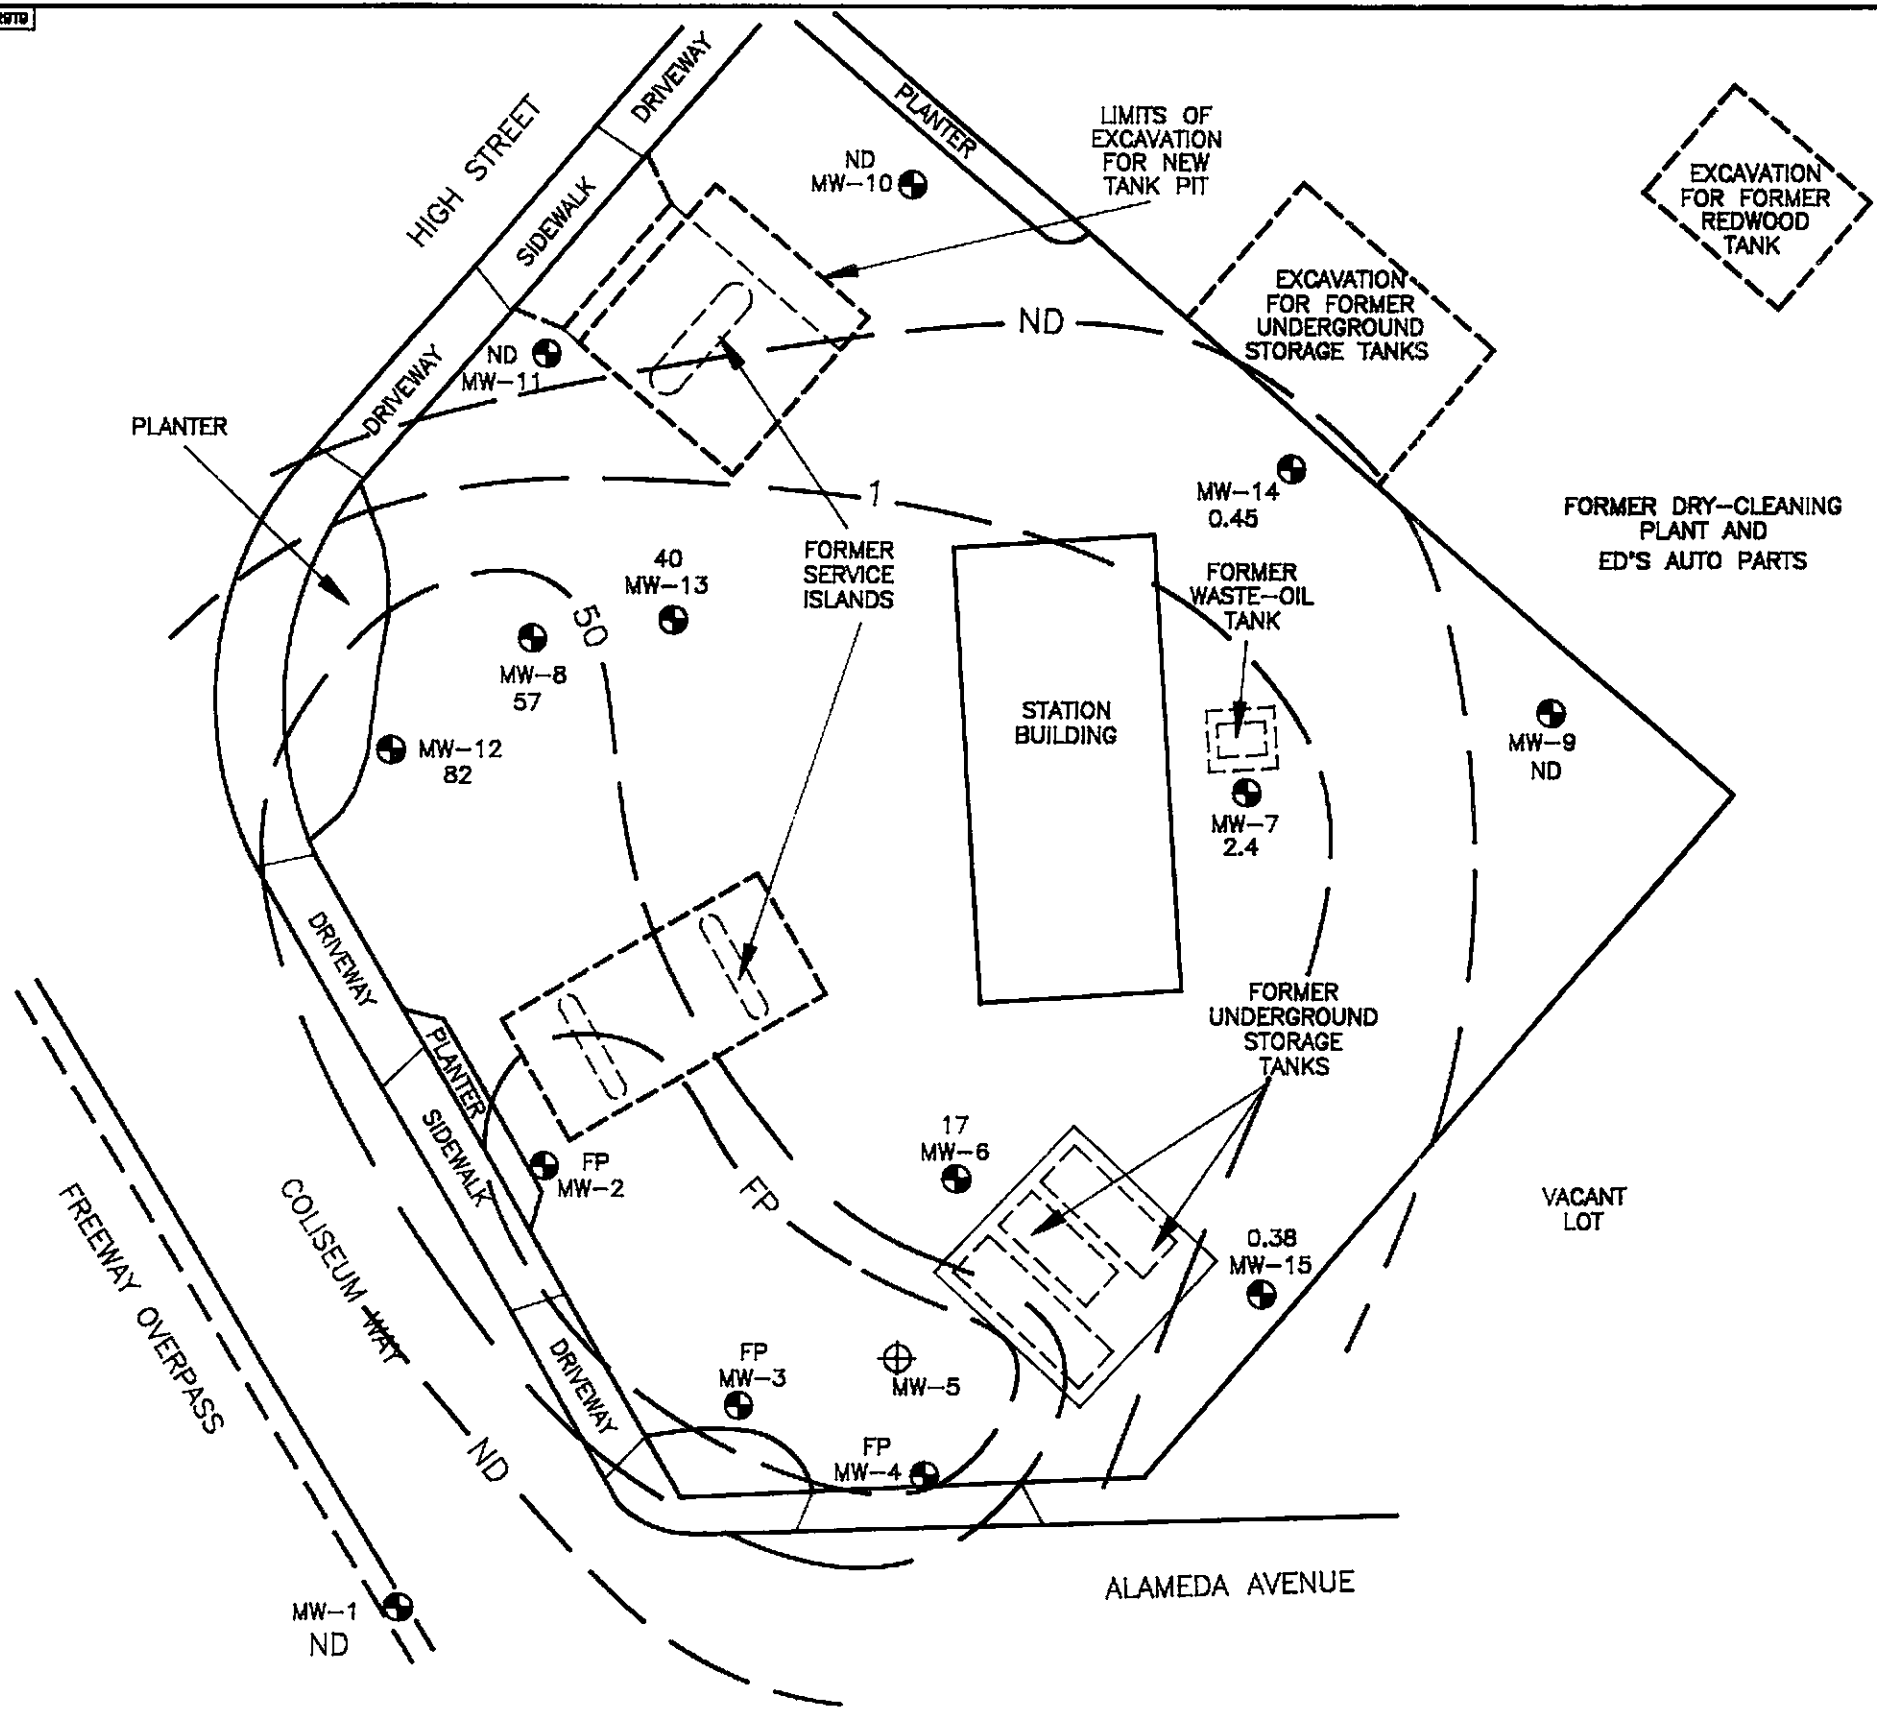 DRIVEWAY
PLANTER
LIMITS OF
EXCAVATION
FOR NEW
TANK PIT
HIGH STREET
ND
MW-10
SIDEWALK
EXCAVATION
FOR FORMER
REDWOOD
TANK
EXCAVATION
FOR FORMER
UNDERGROUND
STORAGE TANKS
ND
ND
MW-11
DRIVEWAY
PLANTER
1
MW-14
0.45
FORMER DRY-CLEANING
PLANT AND
ED'S AUTO PARTS
40
MW-13
FORMER
SERVICE
ISLANDS
FORMER
WASTE-OIL
TANK
50
MW-8
57
STATION
BUILDING
MW-12
82
MW-9
ND
MW-7
2.4
DRIVEWAY
FORMER
UNDERGROUND
STORAGE
TANKS
PLANTER
SIDEWALK
FP
MW-2
FP
17
MW-6
VACANT
LOT
0.38
MW-15
FREEWAY OVERPASS
COLISEUM WAY
DRIVEWAY
FP
MW-3
MW-5
FP
MW-4
ND
ALAMEDA AVENUE
MW-1
ND